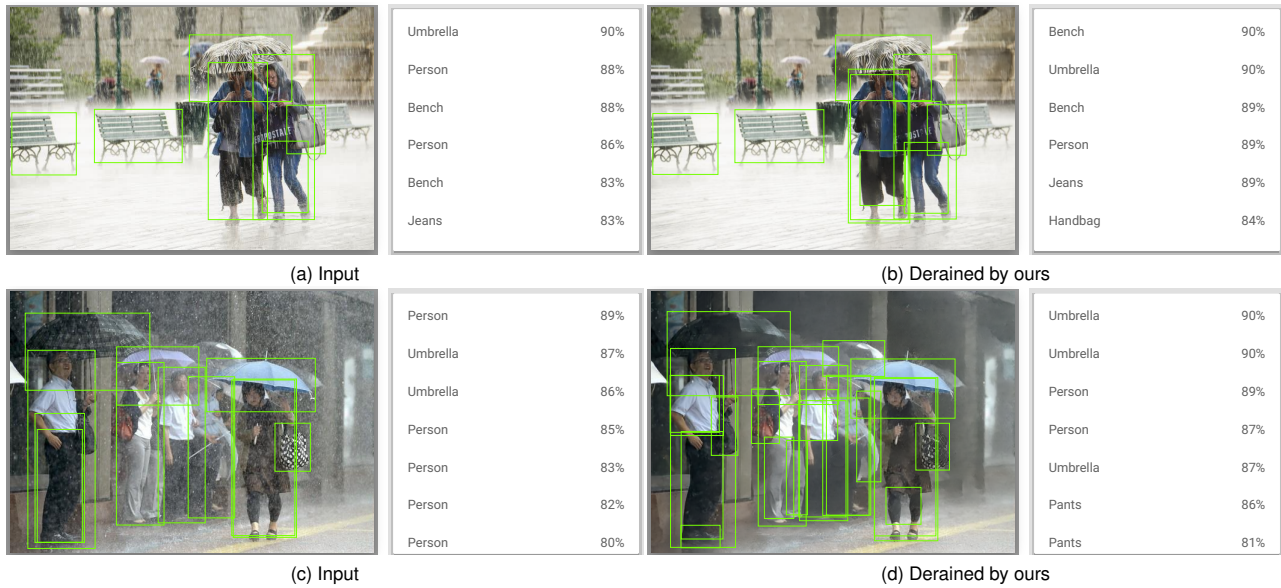 Umbrella 90%
Person 88%
Bench 88%
Person 86%
Bench 83%
Jeans 83%
Bench 90%
Umbrella 90%
Bench 89%
Person 89%
Jeans 89%
Handbag 84%
(a) Input
(b) Derained by ours
Person 89%
Umbrella 87%
Umbrella 86%
Person 85%
Person 83%
Person 82%
Person 80%
Umbrella 90%
Umbrella 90%
Person 89%
Person 87%
Umbrella 87%
Pants 86%
Pants 81%
(c) Input
(d) Derained by ours